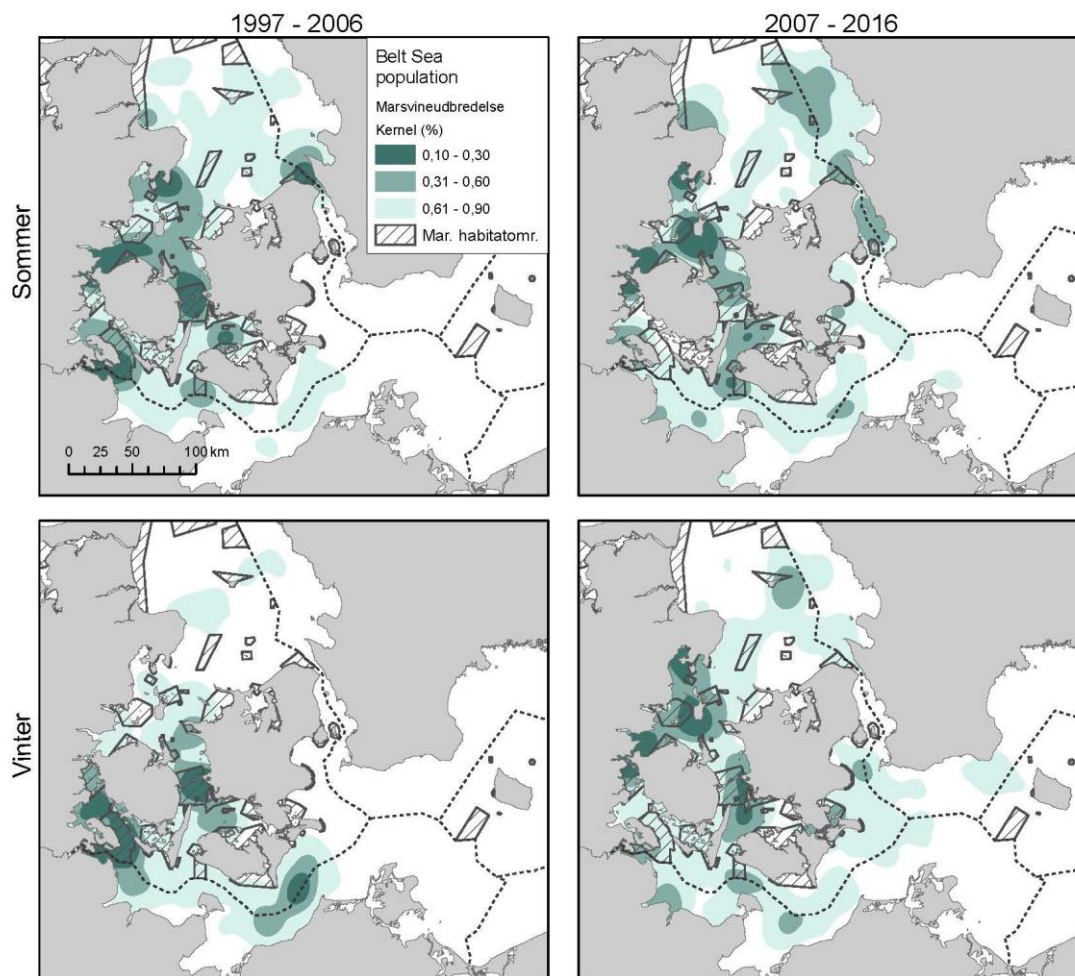 1997 - 2006
2007 - 2016
Sommer
Belt Sea
population
Marsvineudbredelse
Kernel (%)
0,10 - 0,30
0,31 - 0,60
0,61 - 0,90
Mar. habitatomr.
0 25 50 100 km
Vinter